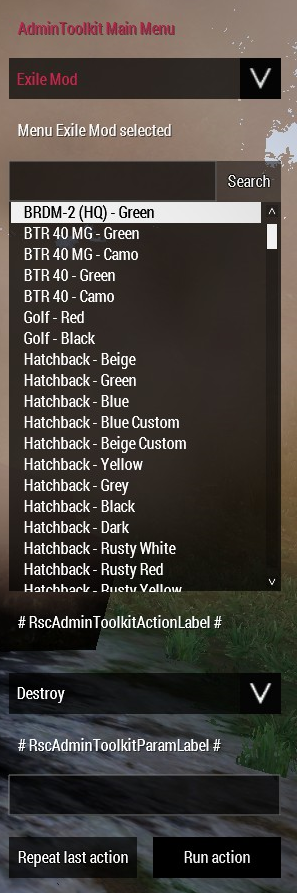 AdminToolkit Main Menu
Exile Mod
Menu Exile Mod selected
Search
BRDM-2 (HQ) - Green
BTR 40 MG - Green
BTR 40 MG - Camo
BTR 40 - Green
BTR 40 - Camo
Golf - Red
Golf - Black
Hatchback - Beige
Hatchback - Green
Hatchback - Blue
Hatchback - Blue Custom
Hatchback - Beige Custom
Hatchback - Yellow
Hatchback - Grey
Hatchback - Black
Hatchback - Dark
Hatchback - Rusty White
Hatchback - Rusty Red
Hatchback - Rusty Yellow
# RscAdminToolkitActionLabel #
Destroy
# RscAdminToolkitParamLabel #
Repeat last action
Run action